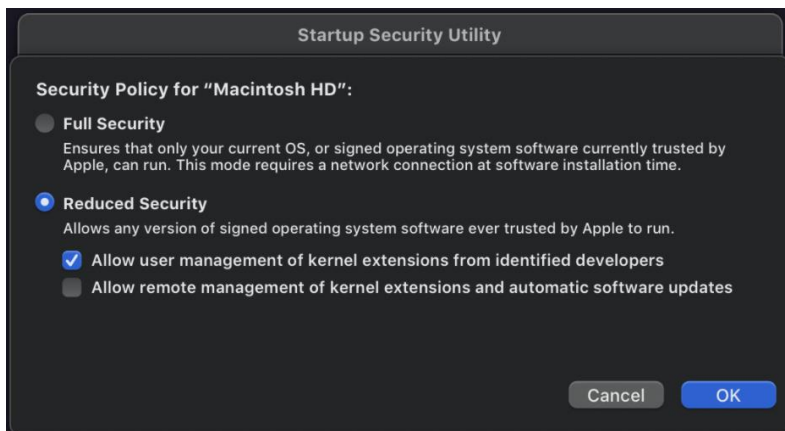 Startup Security Utility
Security Policy for “Macintosh HD”:
Full Security
Ensures that only your current OS, or signed operating system software currently trusted by
Apple, can run. This mode requires a network connection at software installation time.
Reduced Security
Allows any version of signed operating system software ever trusted by Apple to run.
Allow user management of kernel extensions from identified developers
Allow remote management of kernel extensions and automatic software updates
Cancel OK